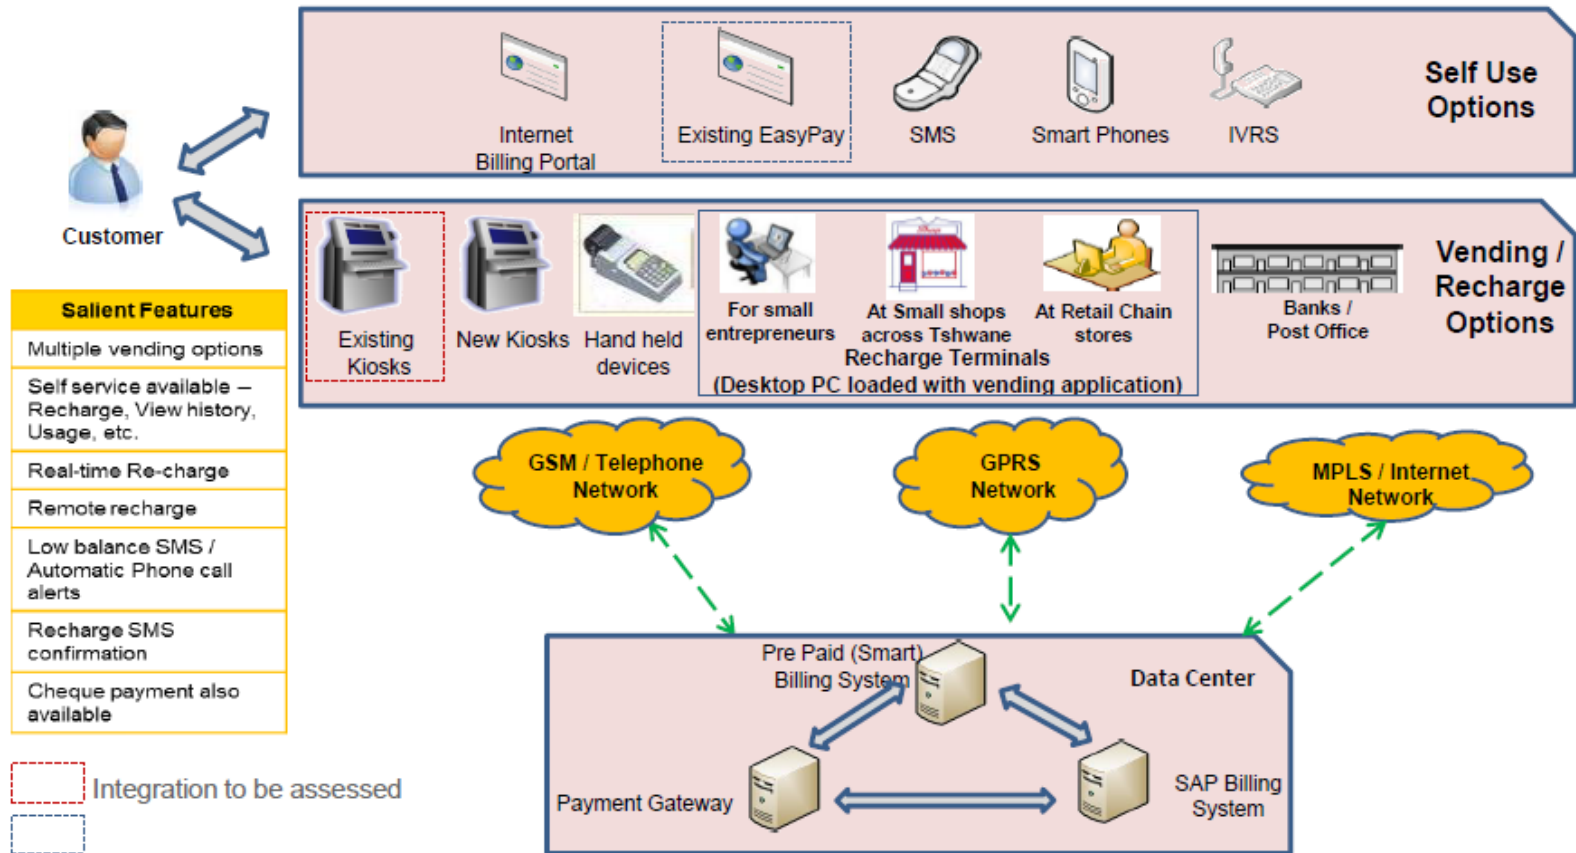 Self Use
Options
Internet
Billing Portal
Existing EasyPay
SMS
Smart Phones
IVRS
Customer
Vending /
Recharge
Options
Existing
Kiosks
New Kiosks
Hand held
devices
For small
entrepreneurs
Shop
At Small shops
across Tshwane
At Retail Chain
stores
Recharge Terminals
(Desktop PC loaded with vending application)
Banks /
Post Office
Salient Features
Multiple vending options
Self service available –
Recharge, View history,
Usage, etc.
Real-time Re-charge
Remote recharge
Low balance SMS /
Automatic Phone call
alerts
Recharge SMS
confirmation
Cheque payment also
available
GSM / Telephone
Network
GPRS
Network
MPLS / Internet
Network
Pre Paid (Smart)
Billing System
Data Center
Payment Gateway
SAP Billing
System
Integration to be assessed